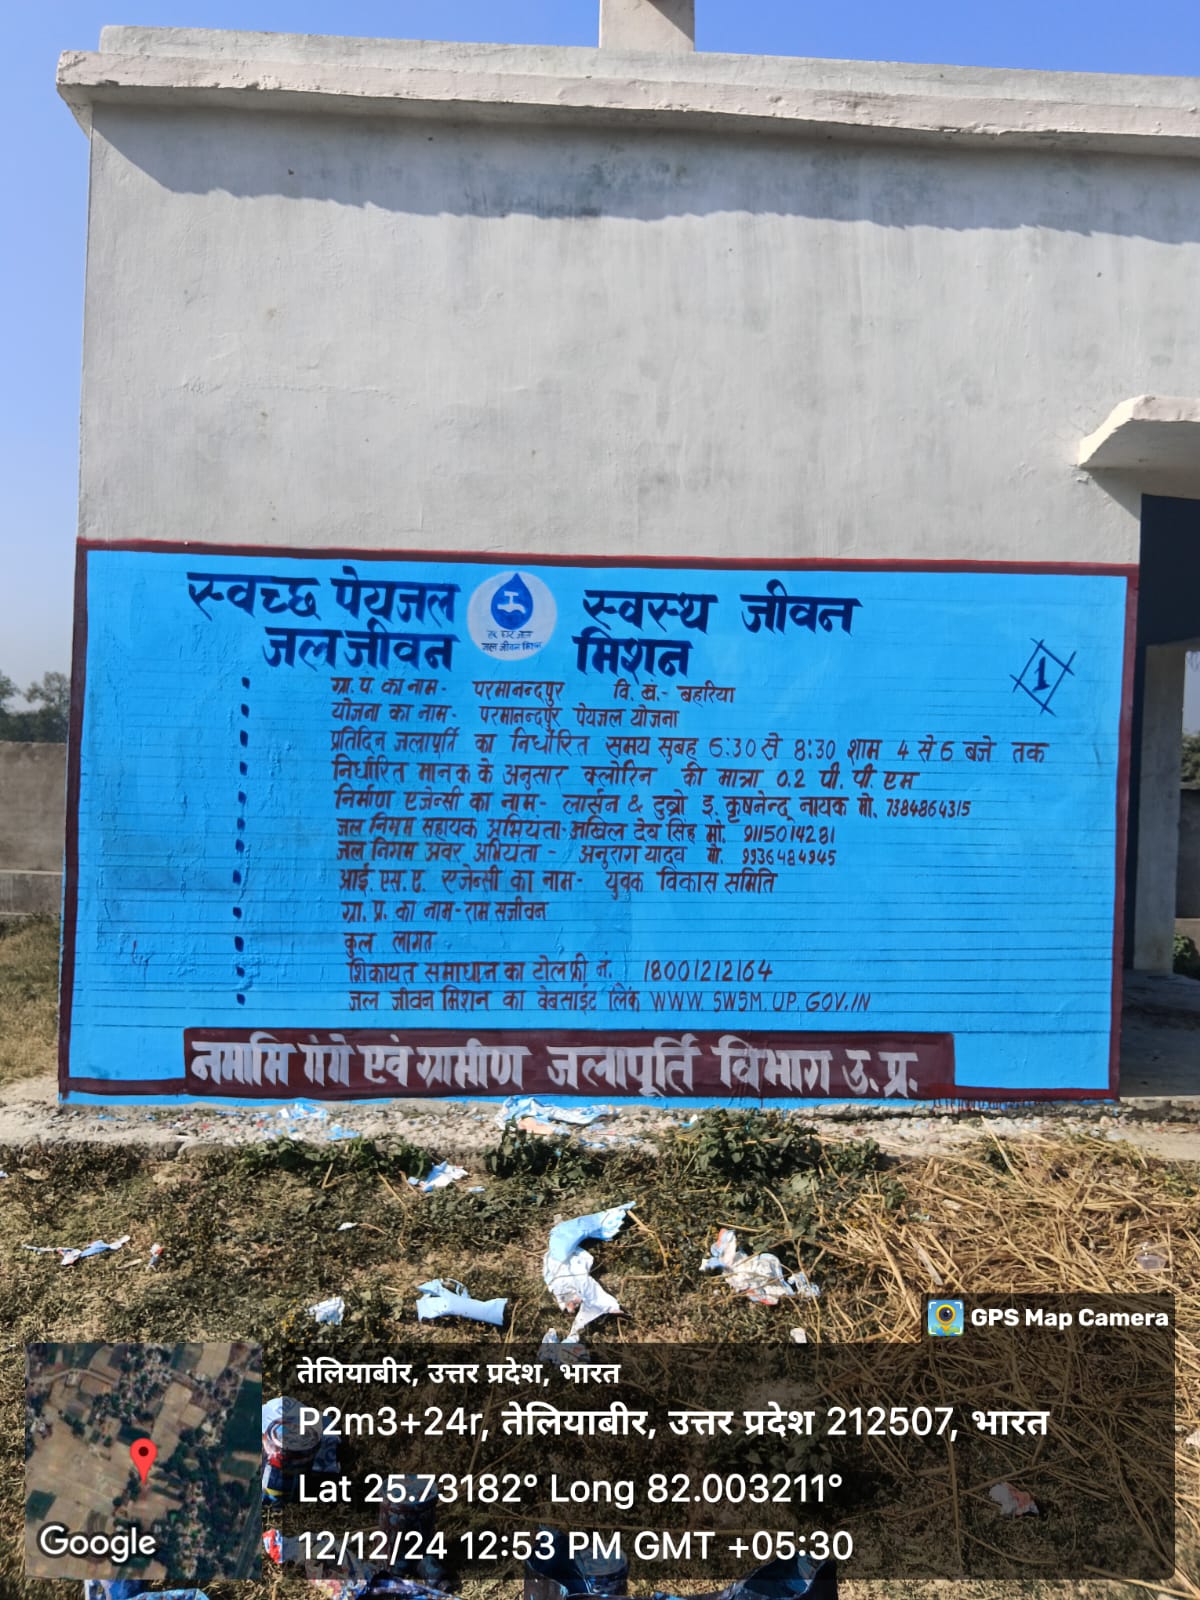 स्वच्छ पेयजल स्वस्थ जीवन
जल जीवन मिशन
हर घर जल
जल जीवन मिशन
1
ग्रा. पं. का नाम- परमानन्दपुर वि. खं.- बहरिया
योजना का नाम- परमानन्दपुर पेयजल योजना
प्रतिदिन जलापूर्ति का निर्धारित समय सुबह 6:30 से 8:30 शाम 4 से 6 बजे तक
निर्धारित मानक के अनुसार क्लोरिन की मात्रा 0.2 पी. पी. एम
निर्माण एजेन्सी का नाम- लार्सन & टुब्रो इ. कृषनेन्दू नायक मो. 7384864315
जल निगम सहायक अभियंता- अखिल देव सिंह मो. 9115014281
जल निगम अवर अभियंता - अनुराग यादव मो. 9936484945
आई. एस. ए. एजेन्सी का नाम- युवक विकास समिति
ग्रा. प्र. का नाम- राम सजीवन
कुल लागत
शिकायत समाधान का टोल फ्री नं. 18001212164
जल जीवन मिशन का वेबसाईट लिंक WWW. SWSM. UP. GOV. IN
नमामि गंगे एवं ग्रामीण जलापूर्ति विभाग उ. प्र.
GPS Map Camera
तेलियाबीर, उत्तर प्रदेश, भारत
P2m3+24r, तेलियाबीर, उत्तर प्रदेश 212507, भारत
Lat 25.73182° Long 82.003211°
12/12/24 12:53 PM GMT +05:30
Google